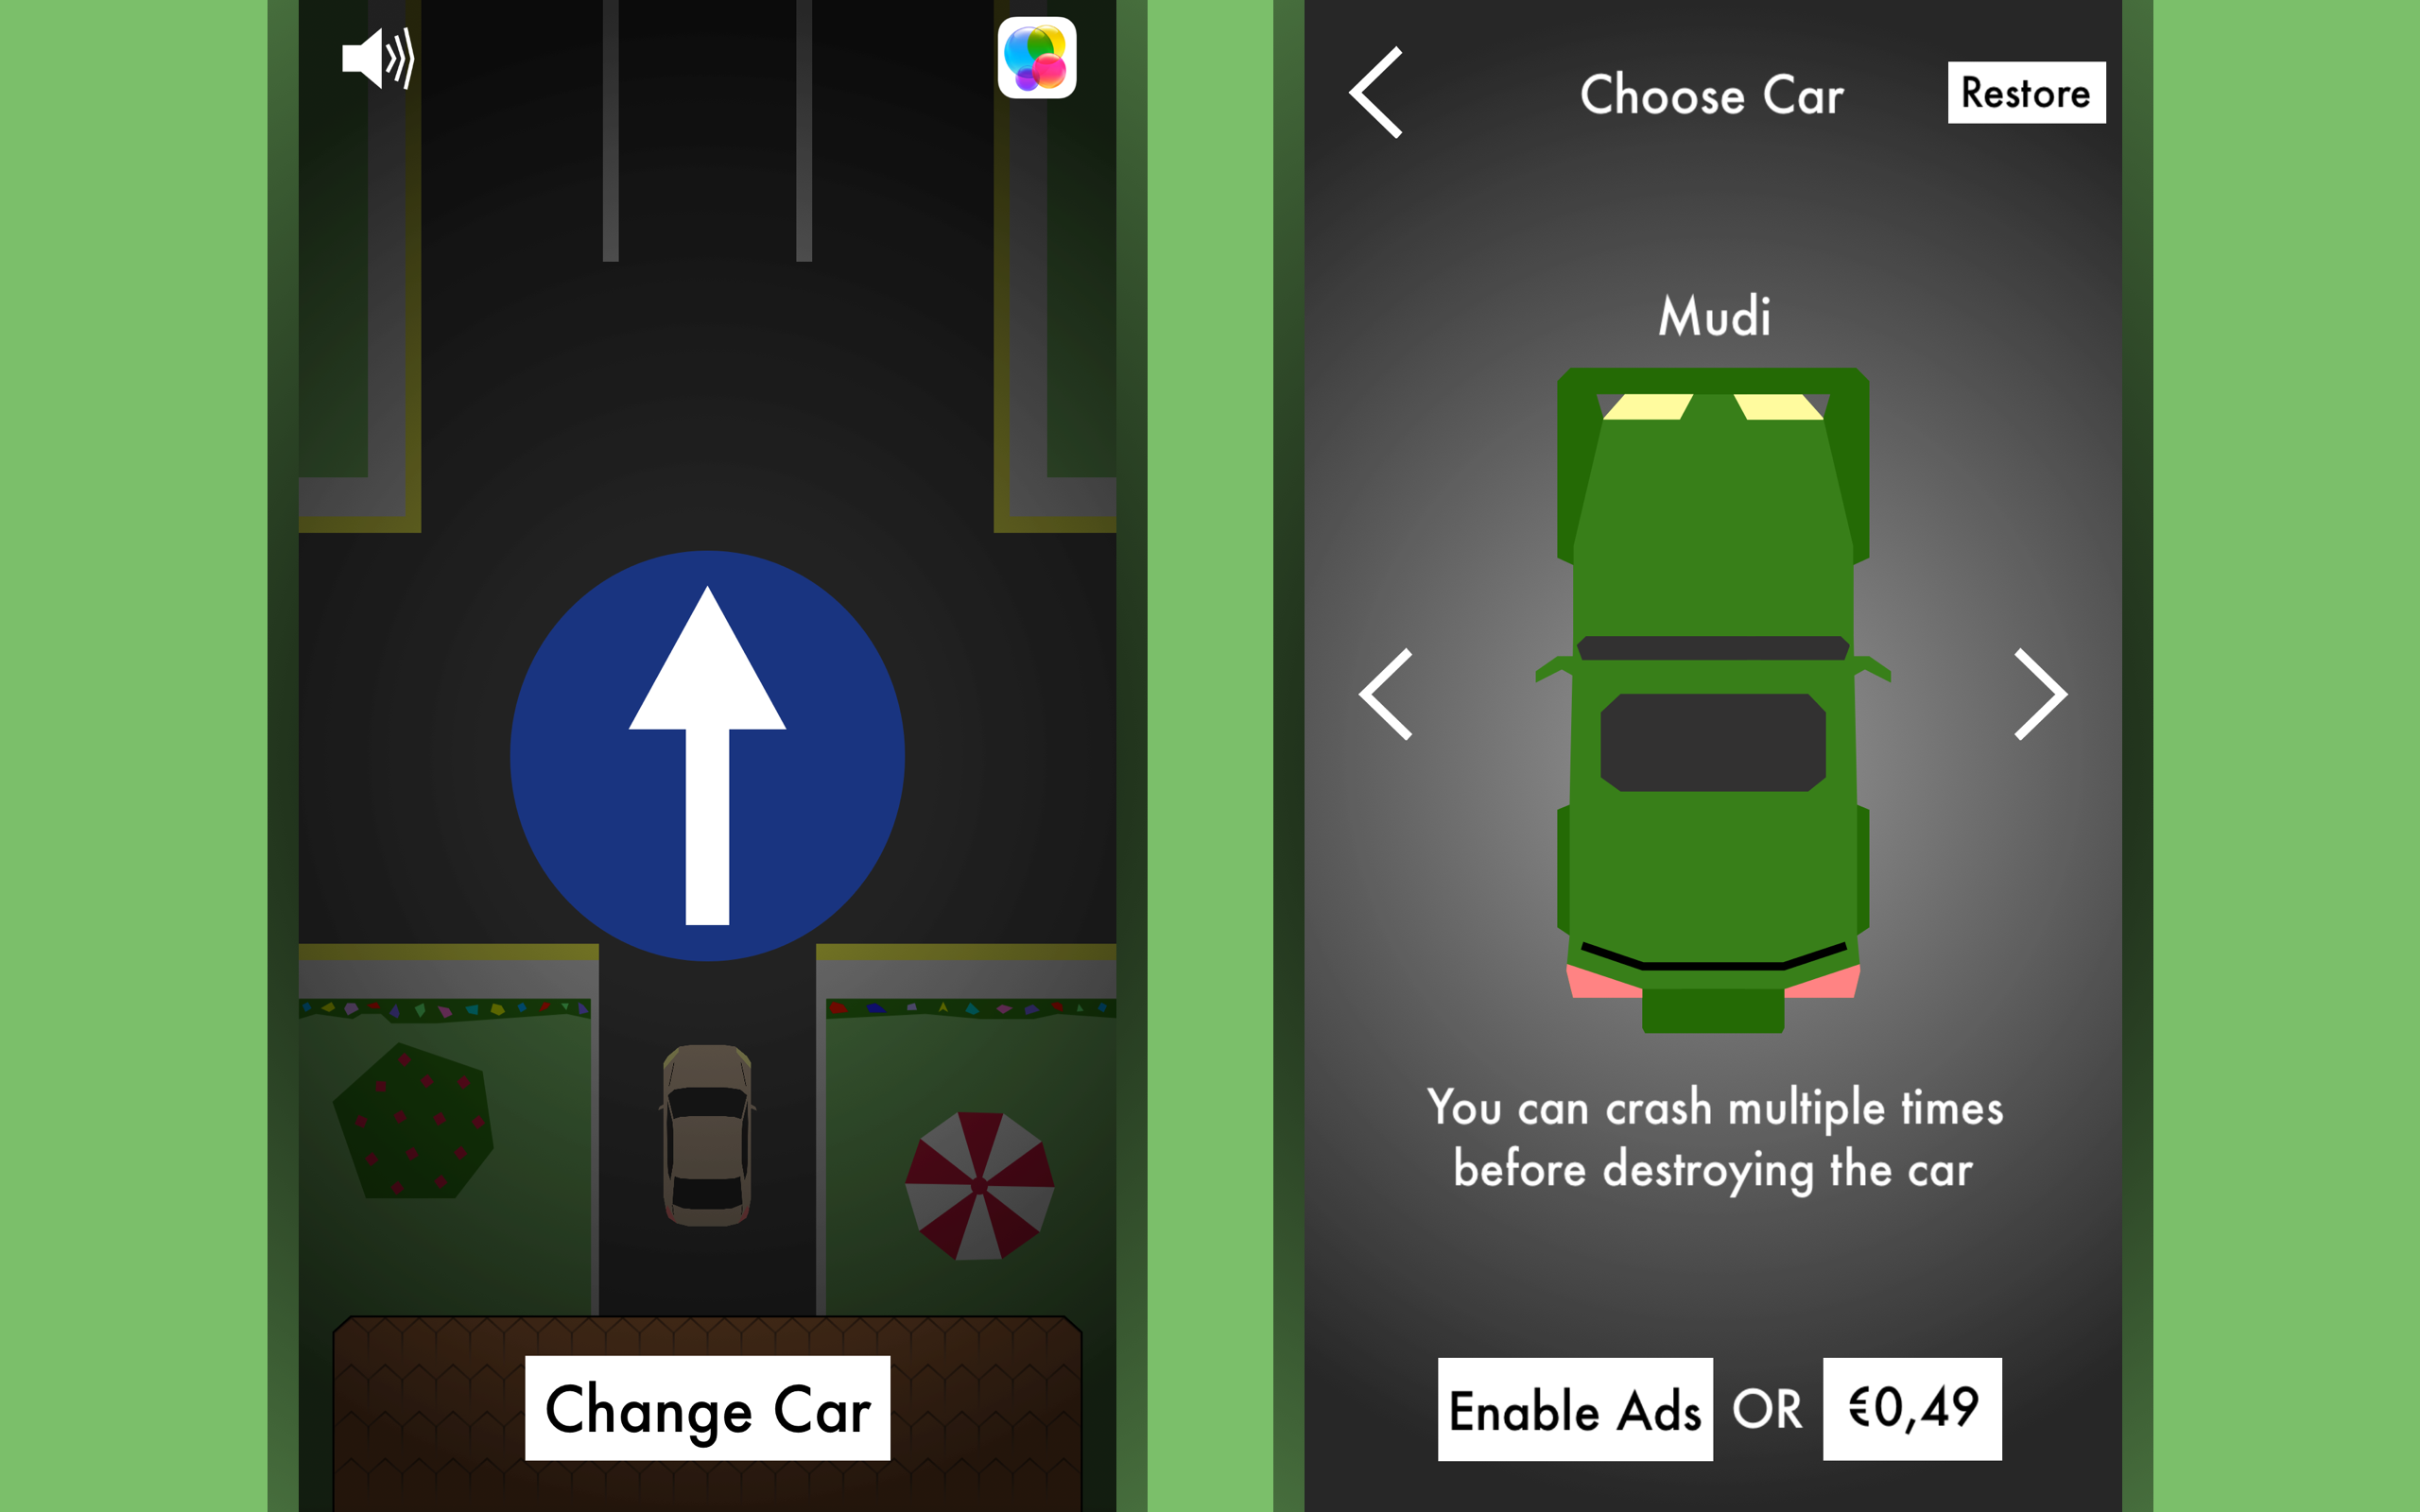 Change Car
Choose Car
Restore
Mudi
You can crash multiple times
before destroying the car
Enable Ads OR €0,49